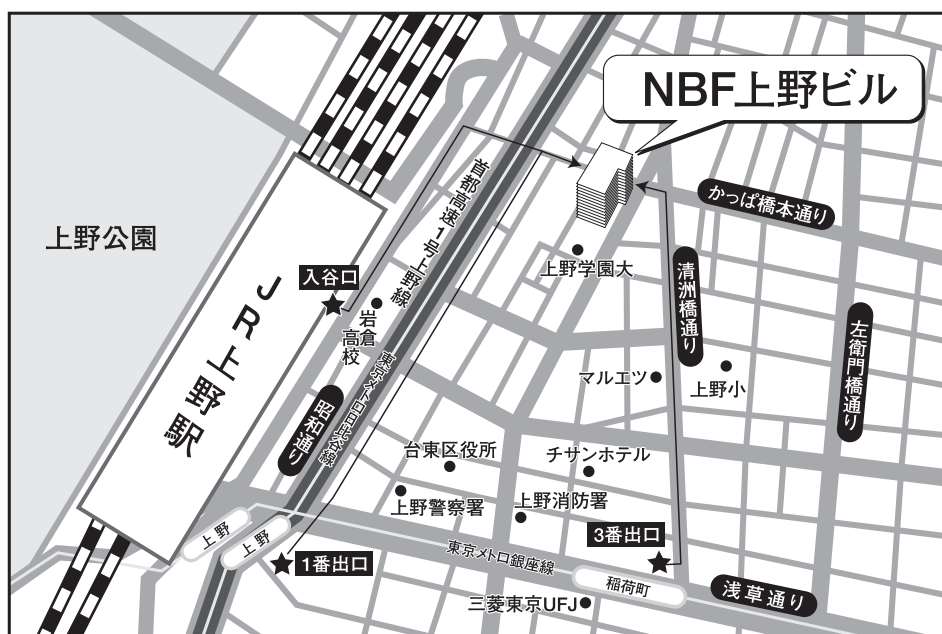 NBF上野ビル
上野公園
かっぱ橋本通り
首都高速1号上野線
上野学園大
入谷口
JR上野駅
岩倉
高校
清洲橋通り
左衛門橋通り
マルエツ
上野小
東京メトロ日比谷線
昭和通り
台東区役所
チサンホテル
上野警察署
上野消防署
上野
上野
1番出口
東京メトロ銀座線
3番出口
稲荷町
浅草通り
三菱東京UFJ